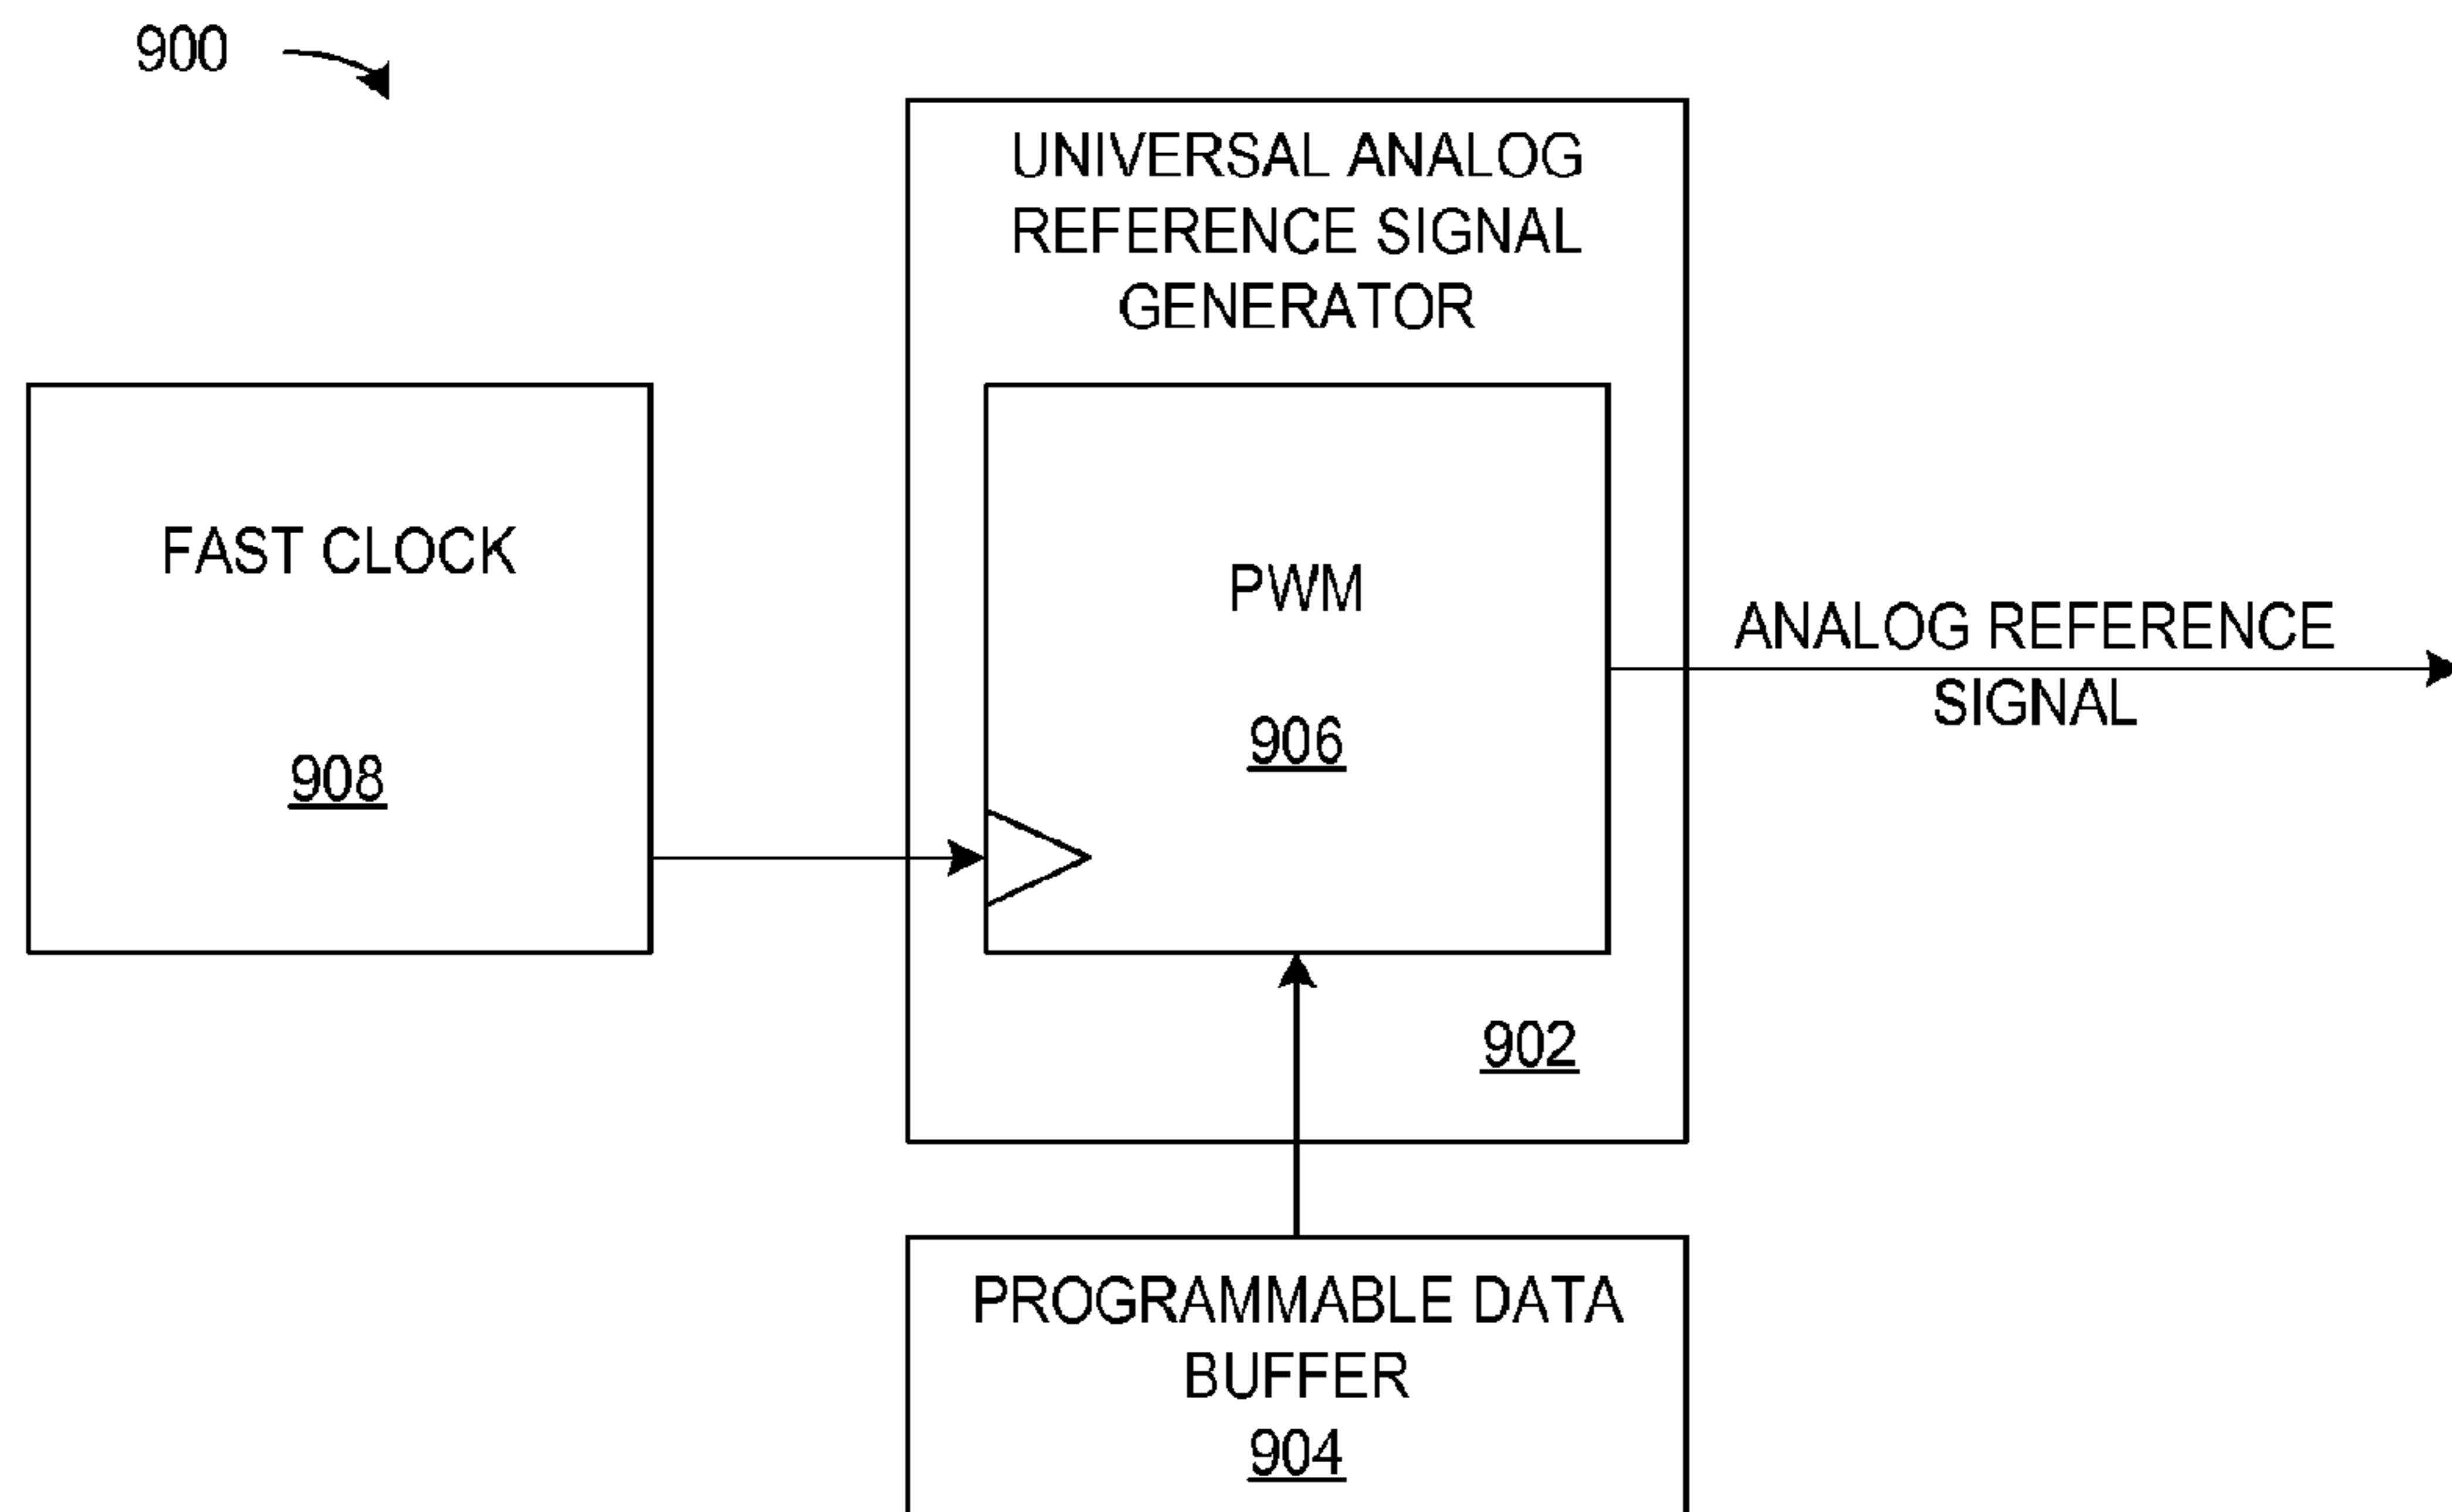 900
UNIVERSAL ANALOG
REFERENCE SIGNAL
GENERATOR
FAST CLOCK
908
PWM
906
ANALOG REFERENCE
SIGNAL
902
PROGRAMMABLE DATA
BUFFER
904